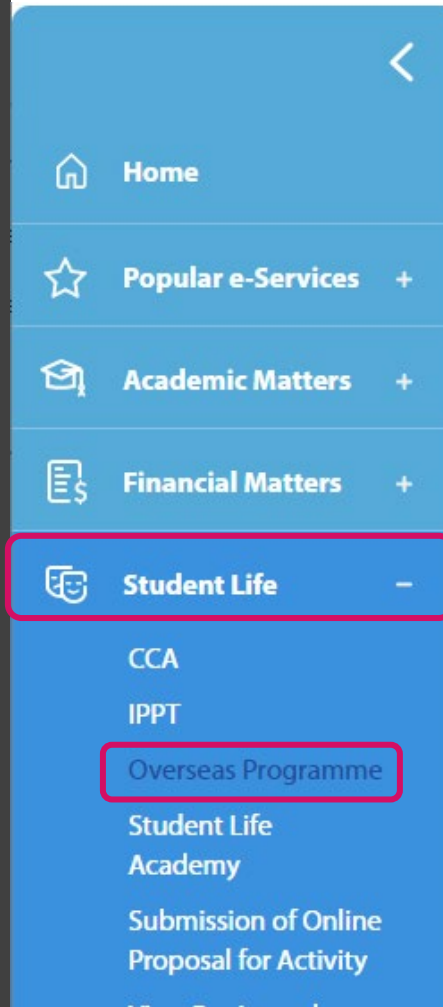 Home
Popular e-Services +
Academic Matters +
Financial Matters +
Student Life −
CCA
IPPT
Overseas Programme
Student Life
Academy
Submission of Online
Proposal for Activity